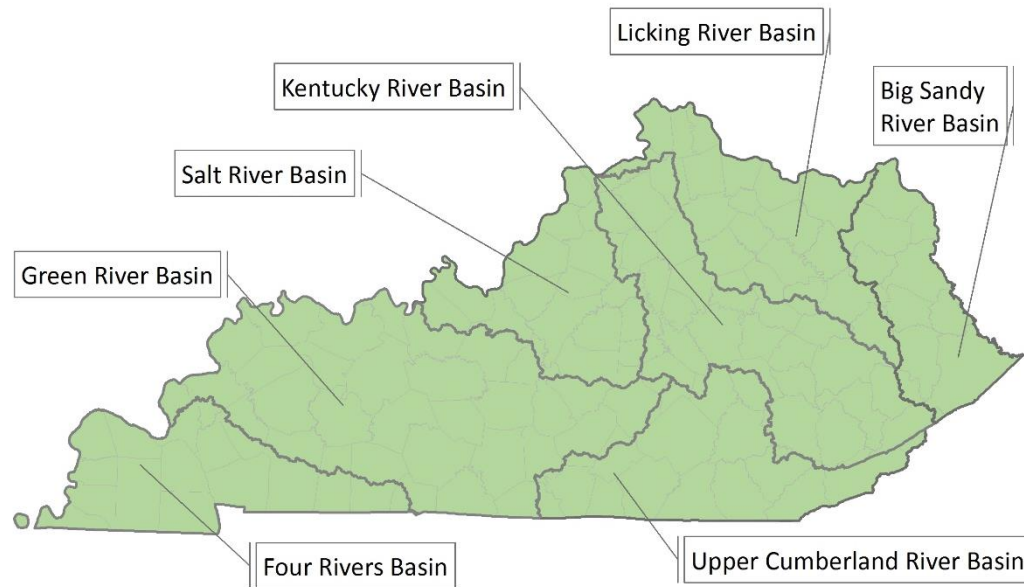 Licking River Basin
Kentucky River Basin
Big Sandy
River Basin
Salt River Basin
Green River Basin
Four Rivers Basin
Upper Cumberland River Basin